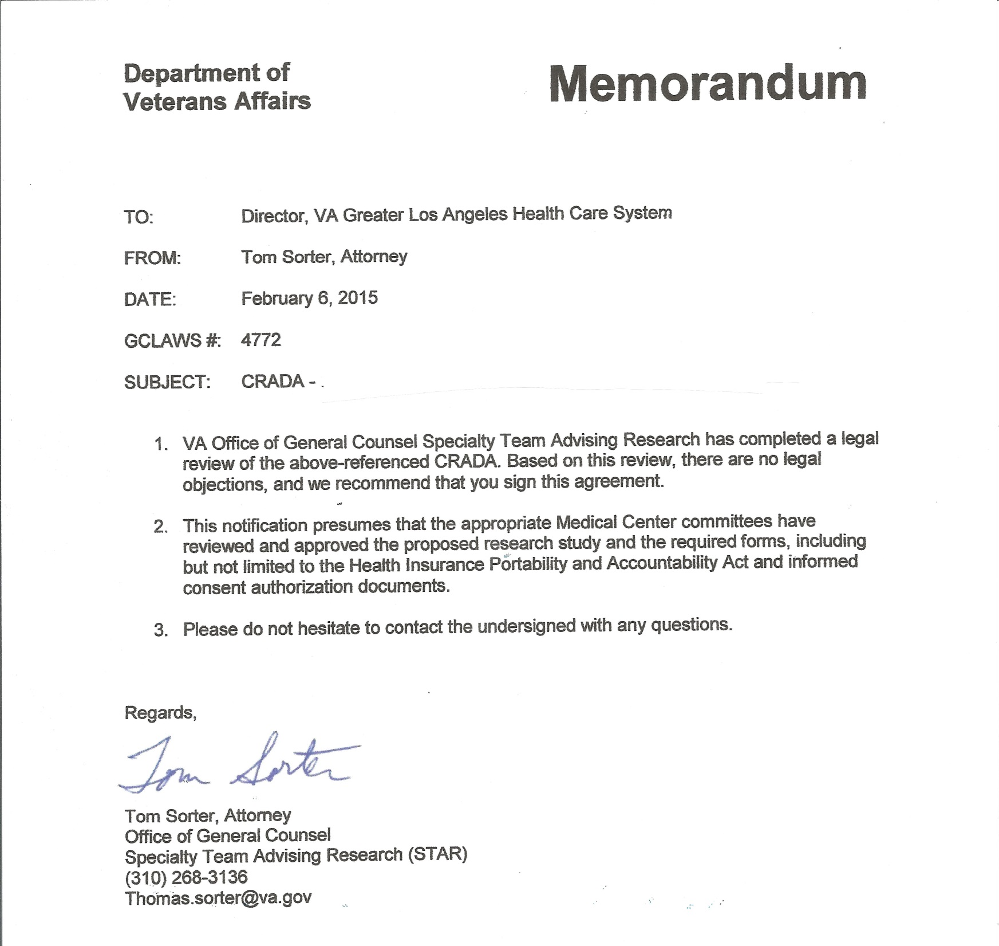 Department of
Veterans Affairs
Memorandum
TO: Director, VA Greater Los Angeles Health Care System
FROM: Tom Sorter, Attorney
DATE: February 6, 2015
GCLAWS #: 4772
SUBJECT: CRADA -
1. VA Office of General Counsel Specialty Team Advising Research has completed a legal
review of the above-referenced CRADA. Based on this review, there are no legal
objections, and we recommend that you sign this agreement.
2. This notification presumes that the appropriate Medical Center committees have
reviewed and approved the proposed research study and the required forms, including
but not limited to the Health Insurance Portability and Accountability Act and informed
consent authorization documents.
3. Please do not hesitate to contact the undersigned with any questions.
Regards,
Tom Sorter
Tom Sorter, Attorney
Office of General Counsel
Specialty Team Advising Research (STAR)
(310) 268-3136
Thomas.sorter@va.gov